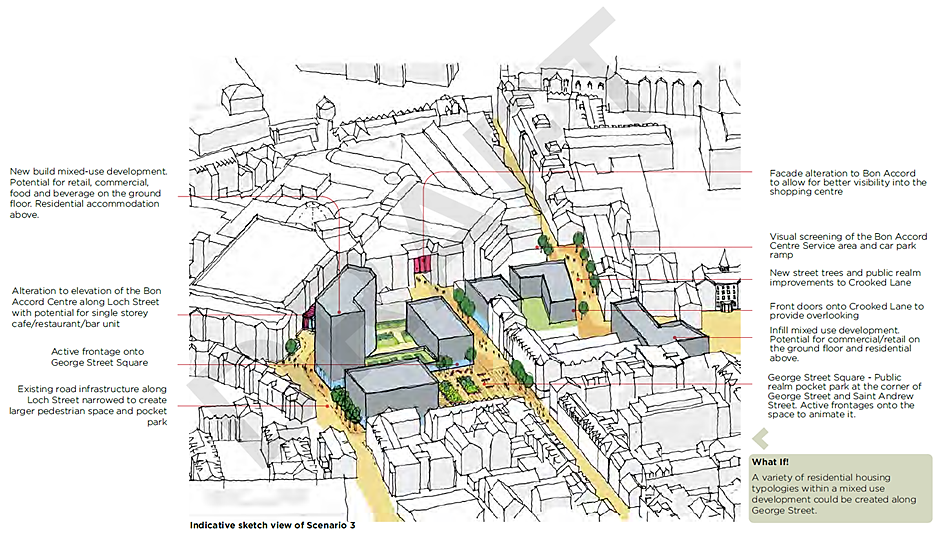 New build mixed-use development.
Potential for retail, commercial,
food and beverage on the ground
floor. Residential accommodation
above.
Alteration to elevation of the Bon
Accord Centre along Loch Street
with potential for single storey
cafe/restaurant/bar unit
Active frontage onto
George Street Square
Existing road infrastructure along
Loch Street narrowed to create
larger pedestrian space and pocket
park
DRAFT
Facade alteration to Bon Accord
to allow for better visibility into the
shopping centre
Visual screening of the Bon Accord
Centre Service area and car park
ramp
New street trees and public realm
improvements to Crooked Lane
Front doors onto Crooked Lane to
provide overlooking
Infill mixed use development.
Potential for commercial/retail on
the ground floor and residential
above.
George Street Square - Public
realm pocket park at the corner of
George Street and Saint Andrew
Street. Active frontages onto the
space to animate it.
What If!
A variety of residential housing
typologies within a mixed use
development could be created along
George Street.
Indicative sketch view of Scenario 3